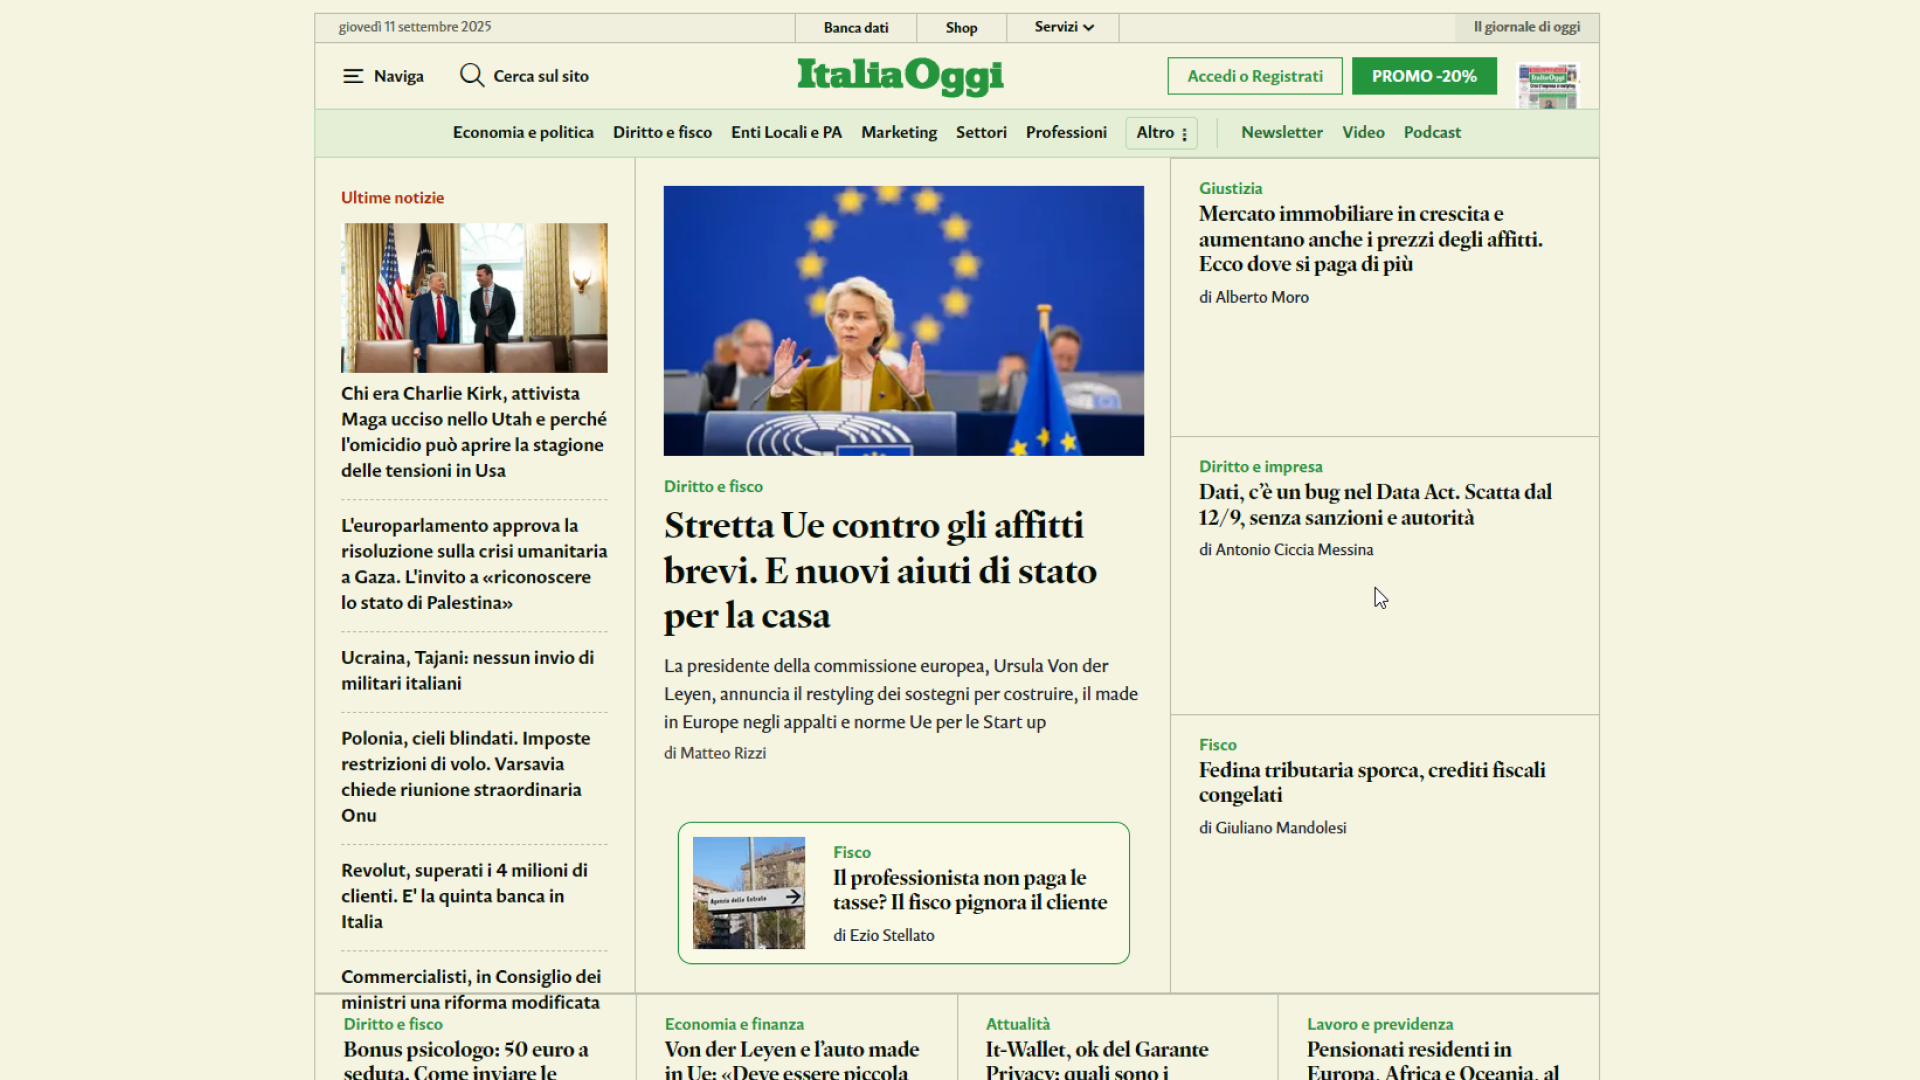 giovedì 11 settembre 2025
Banca dati
Shop
Servizi
Il giornale di oggi
Naviga
Cerca sul sito
ItaliaOggi
Accedi o Registrati
PROMO -20%
Economia e politica
Diritto e fisco
Enti Locali e PA
Marketing
Settori
Professioni
Altro
Newsletter
Video
Podcast
Ultime notizie
Chi era Charlie Kirk, attivista
Maga ucciso nello Utah e perché
l'omicidio può aprire la stagione
delle tensioni in Usa
L'europarlamento approva la
risoluzione sulla crisi umanitaria
a Gaza. L'invito a «riconoscere
lo stato di Palestina»
Ucraina, Tajani: nessun invio di
militari italiani
Polonia, cieli blindati. Imposte
restrizioni di volo. Varsavia
chiede riunione straordinaria
Onu
Revolut, superati i 4 milioni di
clienti. E' la quinta banca in
Italia
Commercialisti, in Consiglio dei
ministri una riforma modificata
Diritto e fisco
Stretta Ue contro gli affitti
brevi. E nuovi aiuti di stato
per la casa
La presidente della commissione europea, Ursula Von der
Leyen, annuncia il restyling dei sostegni per costruire, il made
in Europe negli appalti e norme Ue per le Start up
di Matteo Rizzi
Agenzia delle Entrate
Fisco
Il professionista non paga le
tasse? Il fisco pignora il cliente
di Ezio Stellato
Giustizia
Mercato immobiliare in crescita e
aumentano anche i prezzi degli affitti.
Ecco dove si paga di più
di Alberto Moro
Diritto e impresa
Dati, c’è un bug nel Data Act. Scatta dal
12/9, senza sanzioni e autorità
di Antonio Ciccia Messina
Fisco
Fedina tributaria sporca, crediti fiscali
congelati
di Giuliano Mandolesi
Diritto e fisco
Bonus psicologo: 50 euro a
seduta. Come inviare le
Economia e finanza
Von der Leyen e l’auto made
in Ue: «Deve essere piccola
Attualità
It-Wallet, ok del Garante
Privacy: quali sono i
Lavoro e previdenza
Pensionati residenti in
Europa, Africa e Oceania, al